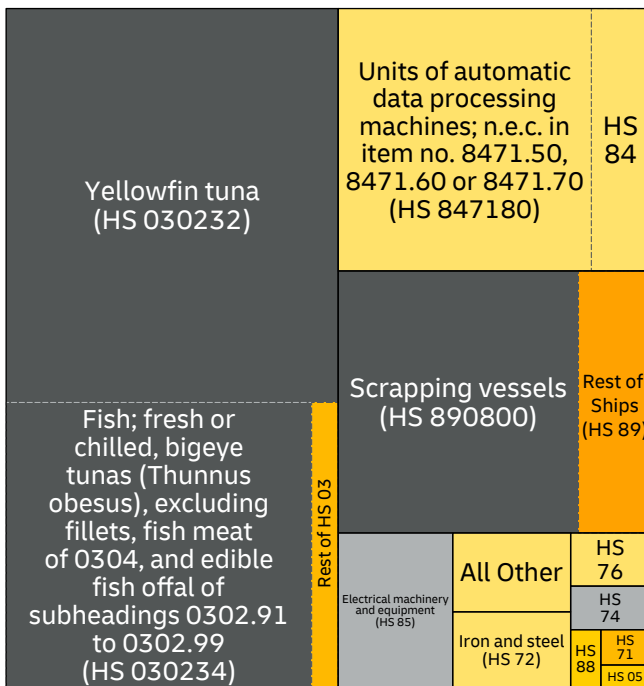 Yellowfin tuna
(HS 030232)
Fish; fresh or
chilled, bigeye
tunas (Thunnus
obesus), excluding
fillets, fish meat
of 0304, and edible
fish offal of
subheadings 0302.91
to 0302.99
(HS 030234)
Rest of HS 03
Units of automatic
data processing
machines; n.e.c. in
item no. 8471.50,
8471.60 or 8471.70
(HS 847180)
HS
84
Scrapping vessels
(HS 890800)
Rest of
Ships
(HS 89)
Electrical machinery
and equipment
(HS 85)
All Other
Iron and steel
(HS 72)
HS
76
HS
74
HS
88
HS
71
HS 05